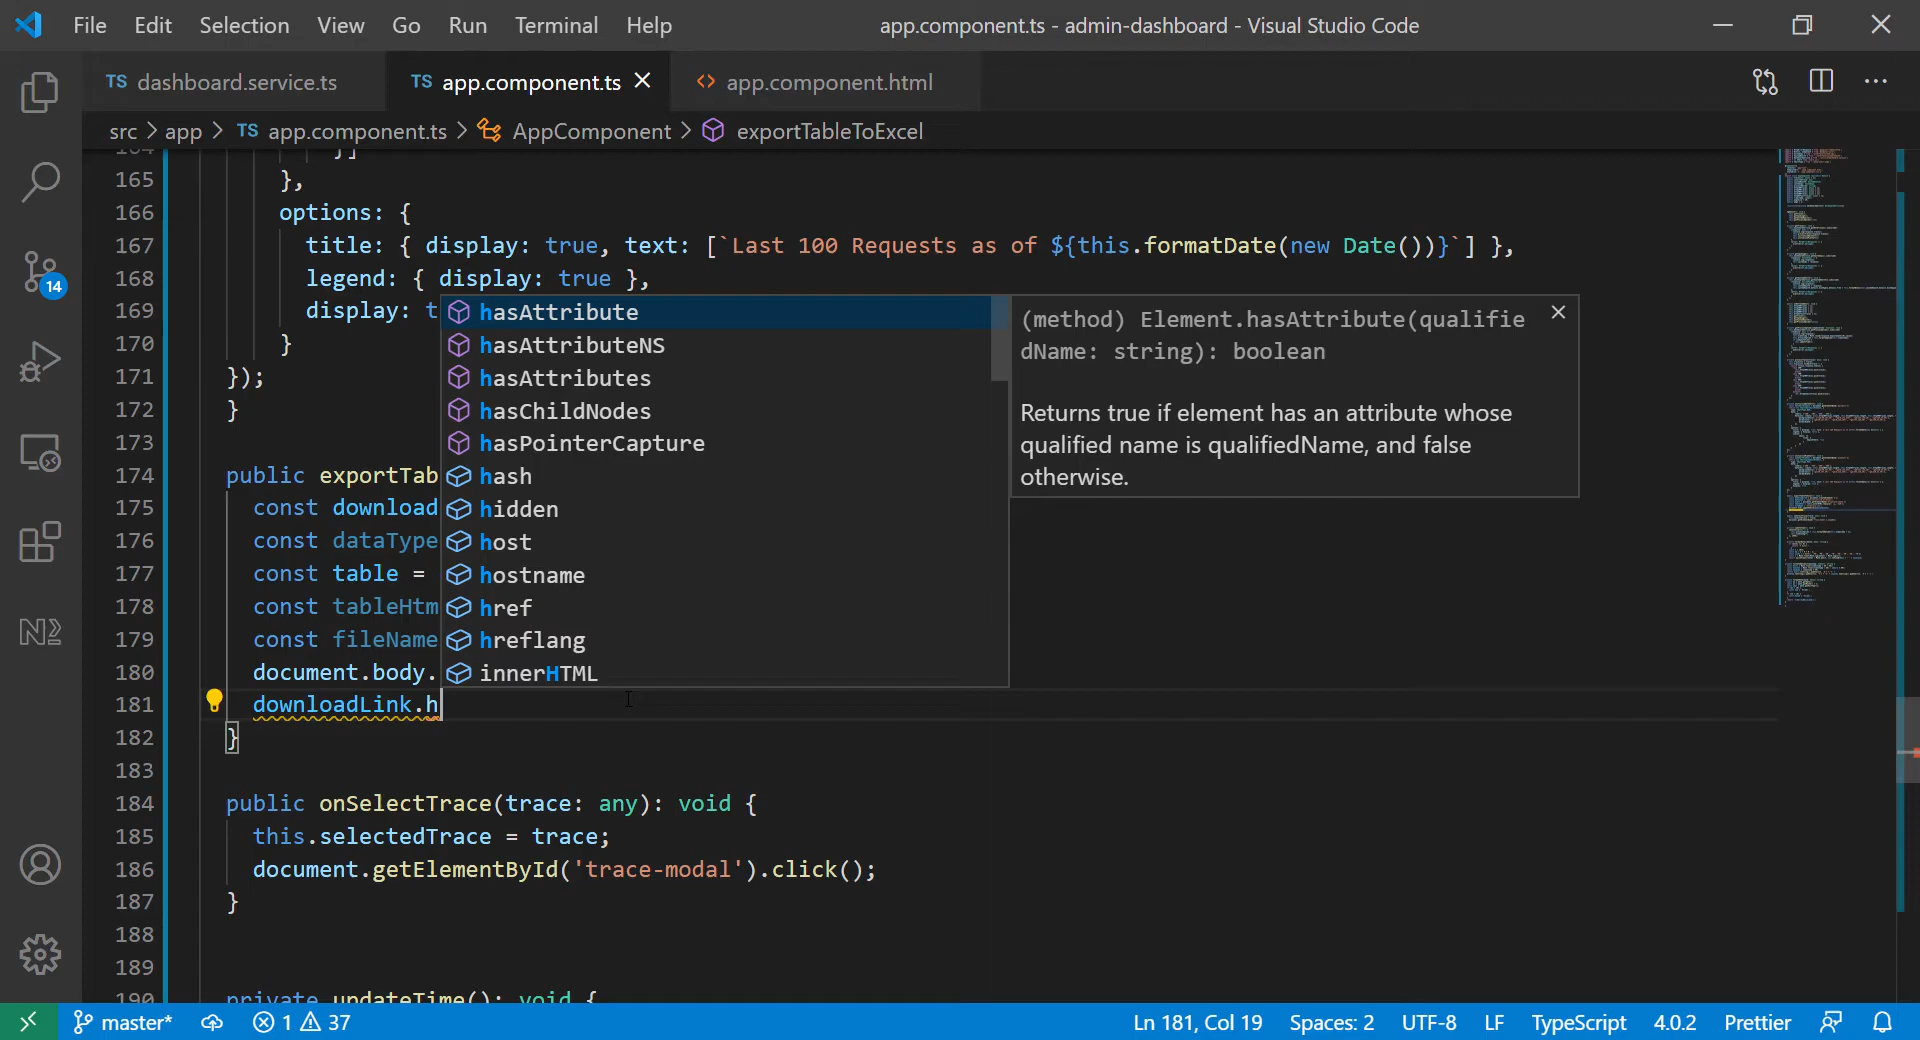 File Edit Selection View Go Run Terminal Help app.component.ts - admin-dashboard - Visual Studio Code
TS dashboard.service.ts TS app.component.ts <> app.component.html
src > app > TS app.component.ts > AppComponent > exportTableToExcel
164 }]
165 },
166 options: {
167 title: { display: true, text: [`Last 100 Requests as of ${this.formatDate(new Date())}`] },
168 legend: { display: true },
169 display: t
170 }
171 });
172 }
173
174 public exportTab
175 const download
176 const dataType
177 const table =
178 const tableHtm
179 const fileName
180 document.body.
181 downloadLink.h
182 }
183
184 public onSelectTrace(trace: any): void {
185 this.selectedTrace = trace;
186 document.getElementById('trace-modal').click();
187 }
188
189
190 private updateTime(): void {
hasAttribute
hasAttributeNS
hasAttributes
hasChildNodes
hasPointerCapture
hash
hidden
host
hostname
href
hreflang
innerHTML
(method) Element.hasAttribute(qualifie
dName: string): boolean
Returns true if element has an attribute whose
qualified name is qualifiedName, and false
otherwise.
14
N
master* 1 37 Ln 181, Col 19 Spaces: 2 UTF-8 LF TypeScript 4.0.2 Prettier